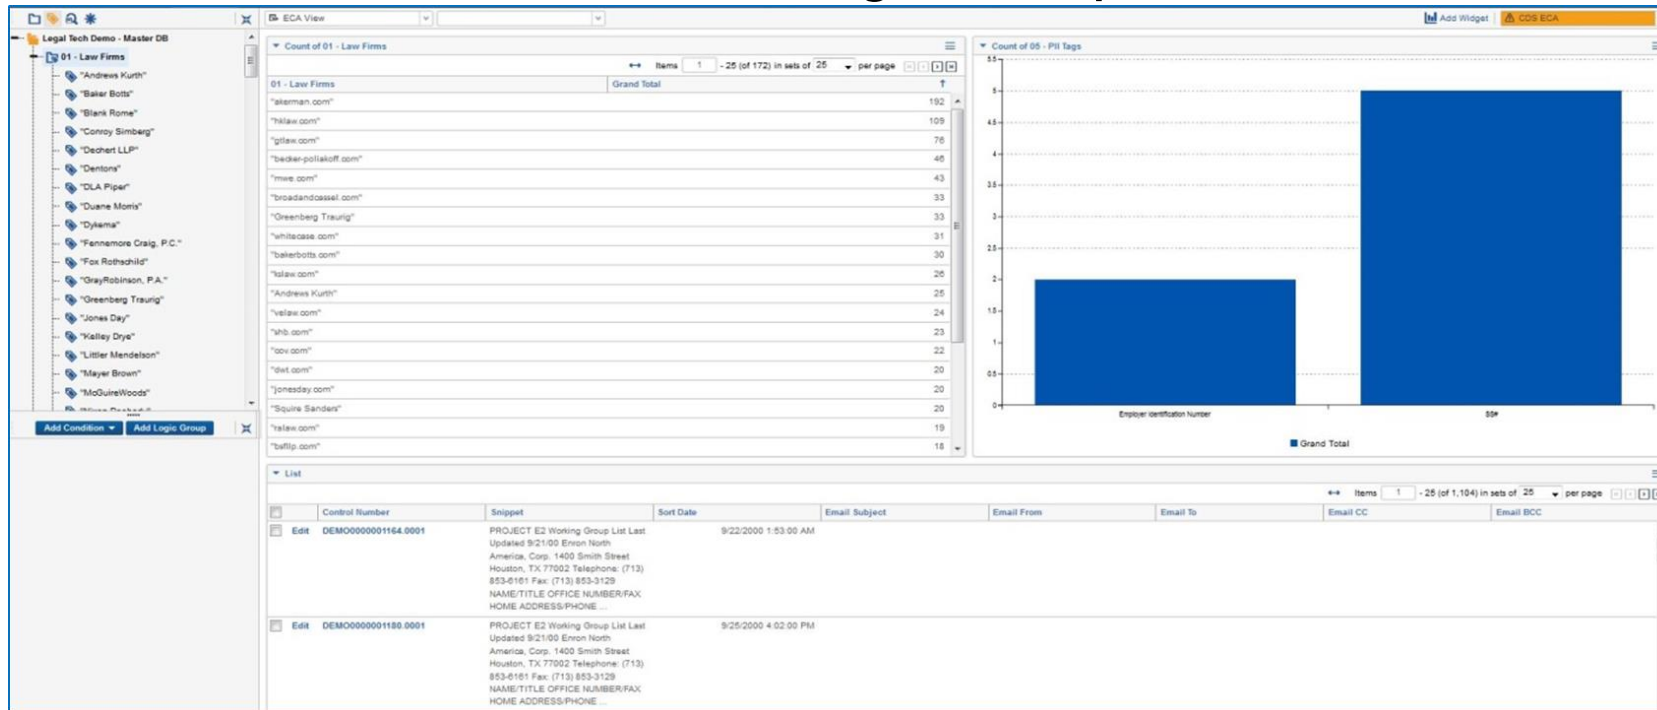 ECA View
Add Widget
CDS ECA
Legal Tech Demo - Master DB
01 - Law Firms
"Andrews Kurth"
"Baker Botts"
"Blank Rome"
"Conroy Simberg"
"Dechert LLP"
"Dentons"
"DLA Piper"
"Duane Morris"
"Dykema"
"Fennemore Craig, P.C."
"Fox Rothschild"
"GrayRobinson, P.A."
"Greenberg Traurig"
"Jones Day"
"Kelley Drye"
"Littler Mendelson"
"Mayer Brown"
"McGuireWoods"
Add Condition
Add Logic Group
Count of 01 - Law Firms
Items 1 - 25 (of 172) in sets of 25 per page
01 - Law Firms Grand Total
"akerman.com" 192
"hklaw.com" 109
"gtlaw.com" 76
"becker-poliakoff.com" 46
"mwe.com" 43
"broadandcassel.com" 33
"Greenberg Traurig" 33
"whitecase.com" 31
"bakerbotts.com" 30
"kslaw.com" 26
"Andrews Kurth" 25
"velaw.com" 24
"shb.com" 23
"cov.com" 22
"dwt.com" 20
"jonesday.com" 20
"Squire Sanders" 20
19
"bsfllp.com" 18
Count of 05 - PII Tags
5.5
5
4.5
4
3.5
3
2.5
2
1.5
1
0.5
0
Employer Identification Number
SS#
Grand Total
List
Items 1 - 25 (of 1,104) in sets of 25 per page
Control Number Snippet Sort Date Email Subject Email From Email To Email CC Email BCC
Edit DEMO0000001164.0001 PROJECT E2 Working Group List Last 9/22/2000 1:53:00 AM
Updated 9/21/00 Enron North
America, Corp. 1400 Smith Street
Houston, TX 77002 Telephone: (713)
853-6161 Fax: (713) 853-3129
NAME/TITLE OFFICE NUMBER/FAX
HOME ADDRESS/PHONE ...
Edit DEMO0000001180.0001 PROJECT E2 Working Group List Last 9/25/2000 4:02:00 PM
Updated 9/21/00 Enron North
America, Corp. 1400 Smith Street
Houston, TX 77002 Telephone: (713)
853-6161 Fax: (713) 853-3129
NAME/TITLE OFFICE NUMBER/FAX
HOME ADDRESS/PHONE ...